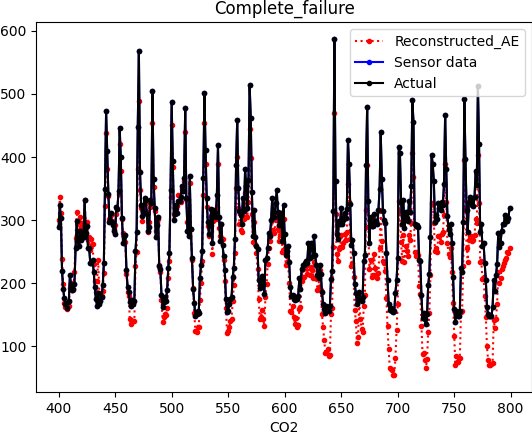 Complete_failure
600
500
400
300
200
100
Reconstructed_AE
Sensor data
Actual
400 450 500 550 600 650 700 750 800
CO2